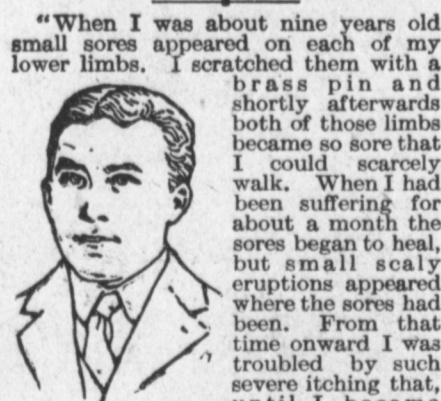 "When I was about nine years old
small sores appeared on each of my
lower limbs. I scratched them with a
brass pin and
shortly afterwards
both of those limbs
became so sore that
I could scarcely
walk. When I had
been suffering for
about a month the
sores began to heal,
but small scaly
eruptions appeared
where the sores had
been. From that
time onward I was
troubled by such
severe itching that,
until I became